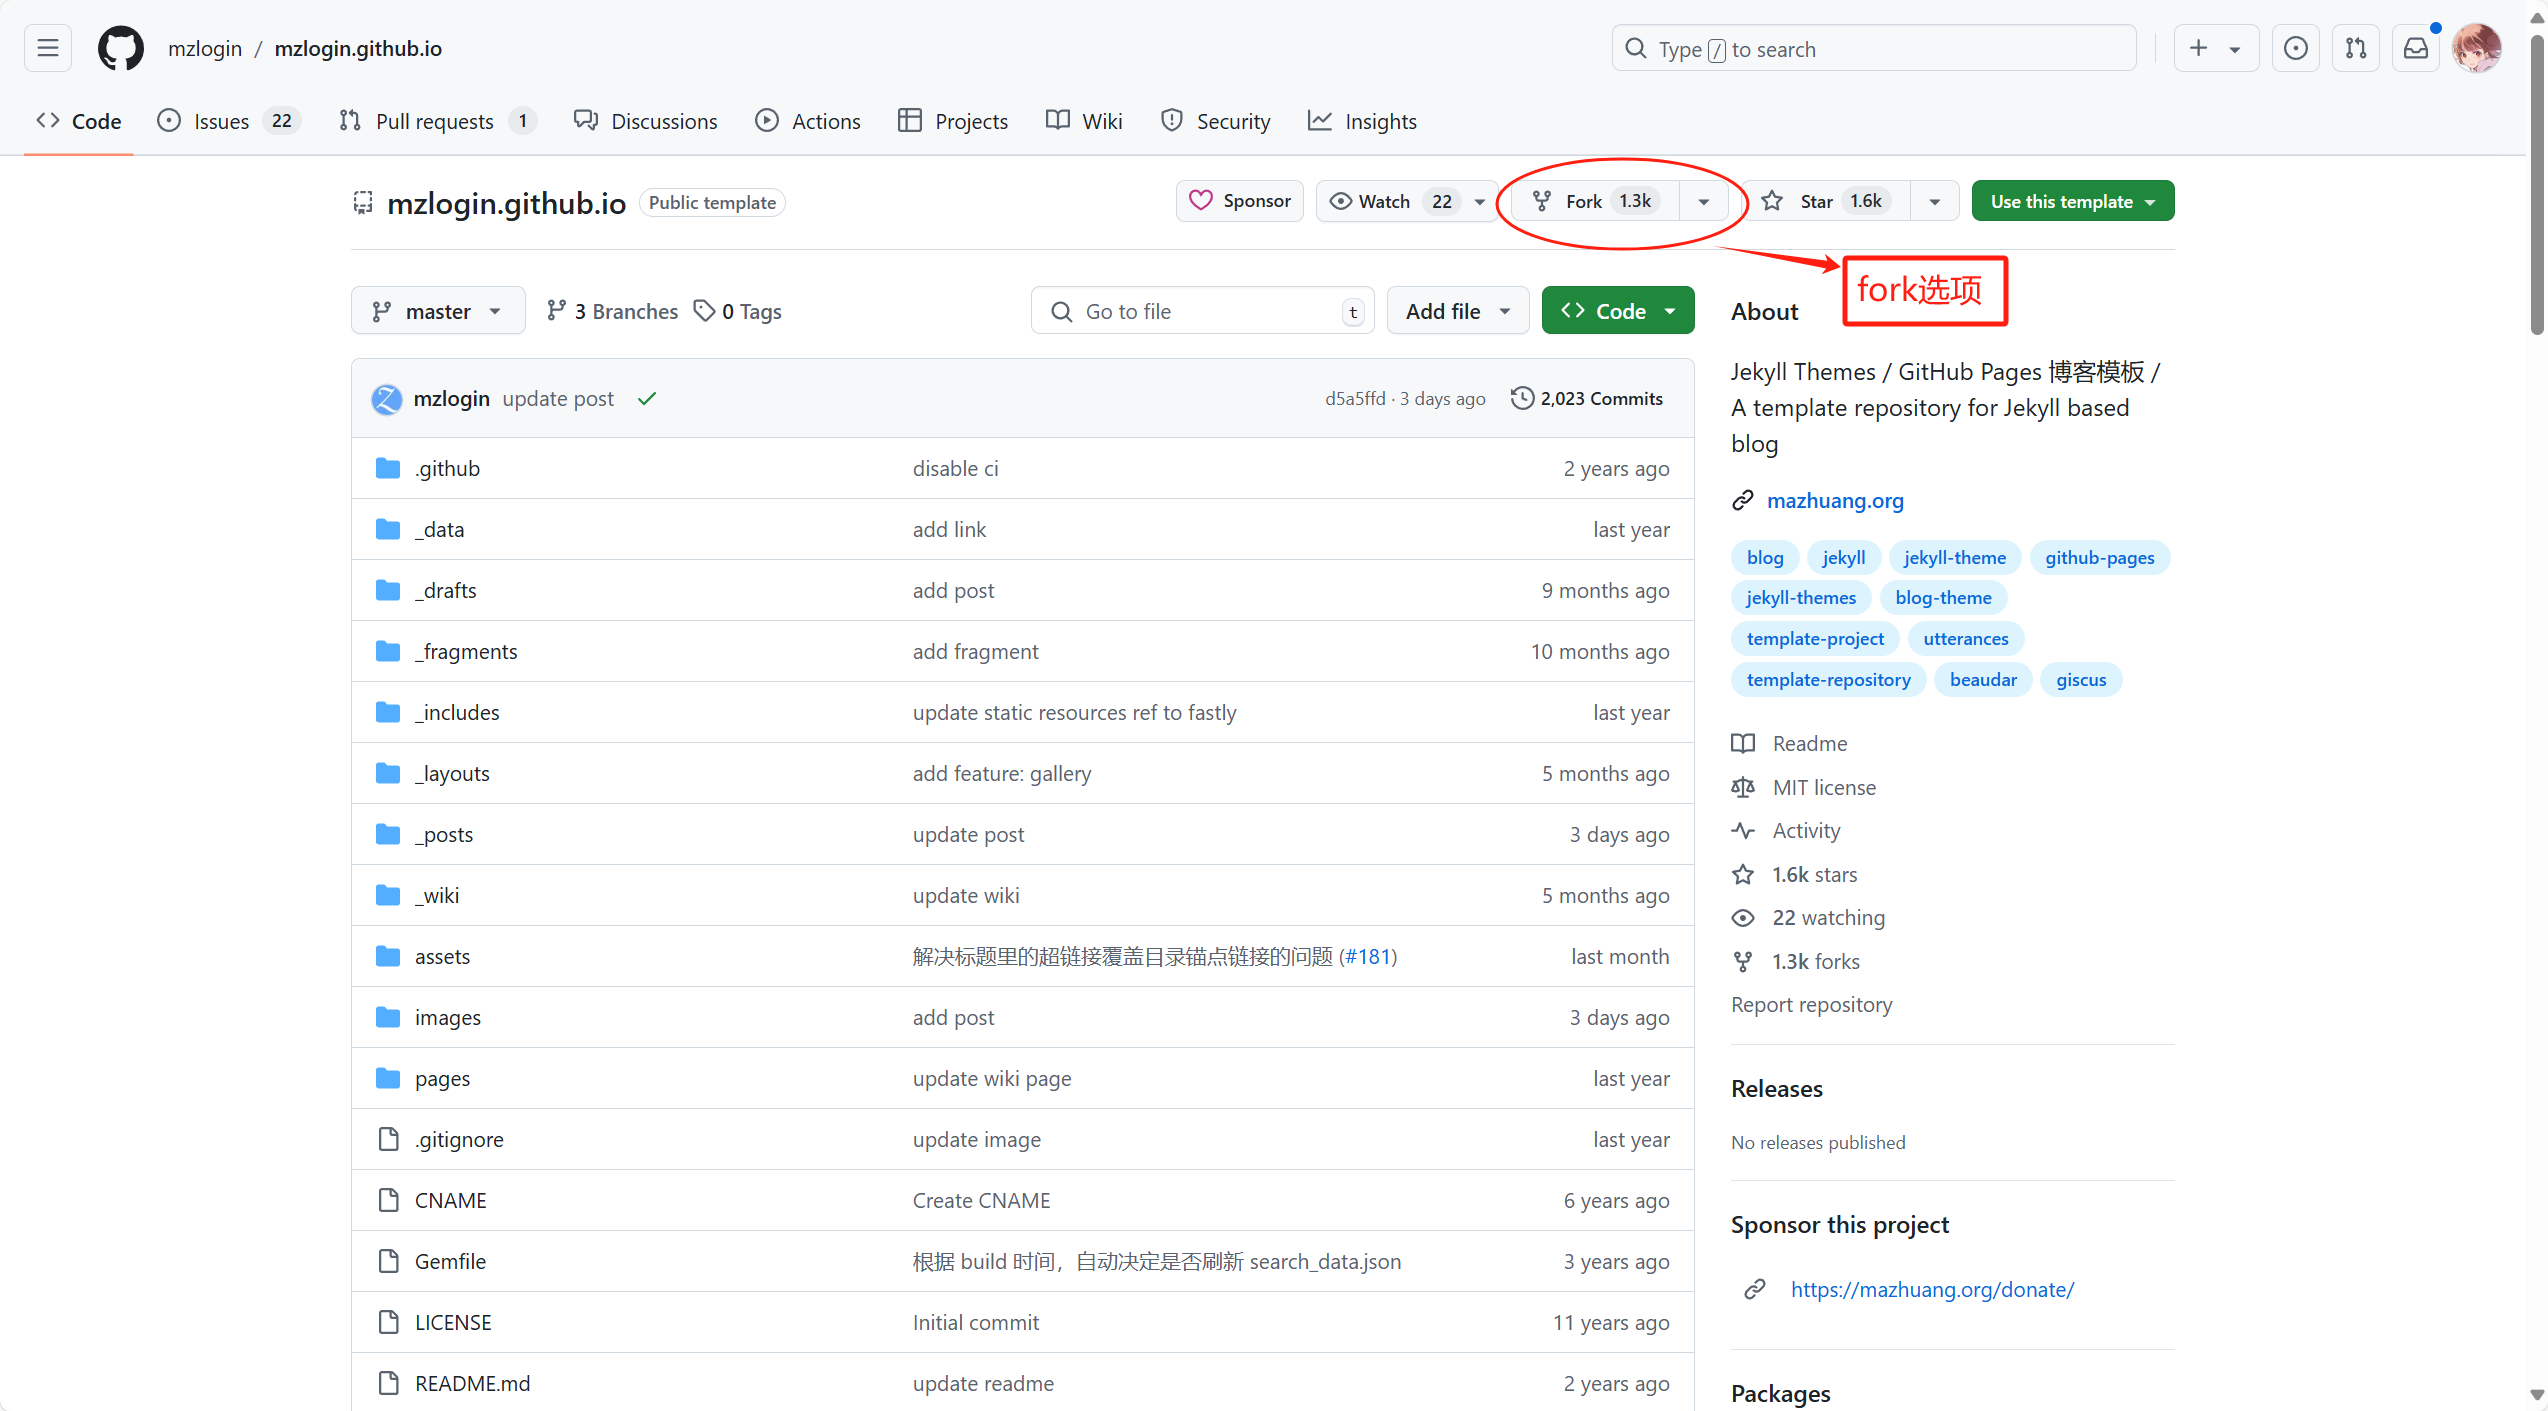 mzlogin / mzlogin.github.io
Type / to search
Code
Issues 22
Pull requests 1
Discussions
Actions
Projects
Wiki
Security
Insights
mzlogin.github.io Public template
Sponsor
Watch 22
Fork 1.3k
Star 1.6k
Use this template
fork选项
master
3 Branches
0 Tags
Go to file t
Add file
Code
mzlogin update post d5a5ffd · 3 days ago 2,023 Commits
.github disable ci 2 years ago
_data add link last year
_drafts add post 9 months ago
_fragments add fragment 10 months ago
_includes update static resources ref to fastly last year
_layouts add feature: gallery 5 months ago
_posts update post 3 days ago
_wiki update wiki 5 months ago
assets 解决标题里的超链接覆盖目录锚点链接的问题 (#181) last month
images add post 3 days ago
pages update wiki page last year
.gitignore update image last year
CNAME Create CNAME 6 years ago
Gemfile 根据 build 时间，自动决定是否刷新 search_data.json 3 years ago
LICENSE Initial commit 11 years ago
README.md update readme 2 years ago
About
Jekyll Themes / GitHub Pages 博客模板 /
A template repository for Jekyll based
blog
mazhuang.org
blog jekyll jekyll-theme github-pages
jekyll-themes blog-theme
template-project utterances
template-repository beaudar giscus
Readme
MIT license
Activity
1.6k stars
22 watching
1.3k forks
Report repository
Releases
No releases published
Sponsor this project
https://mazhuang.org/donate/
Packages